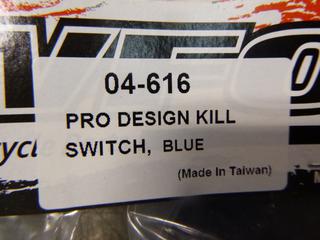 04-616
PRO DESIGN KILL
SWITCH, BLUE
(Made In Taiwan)